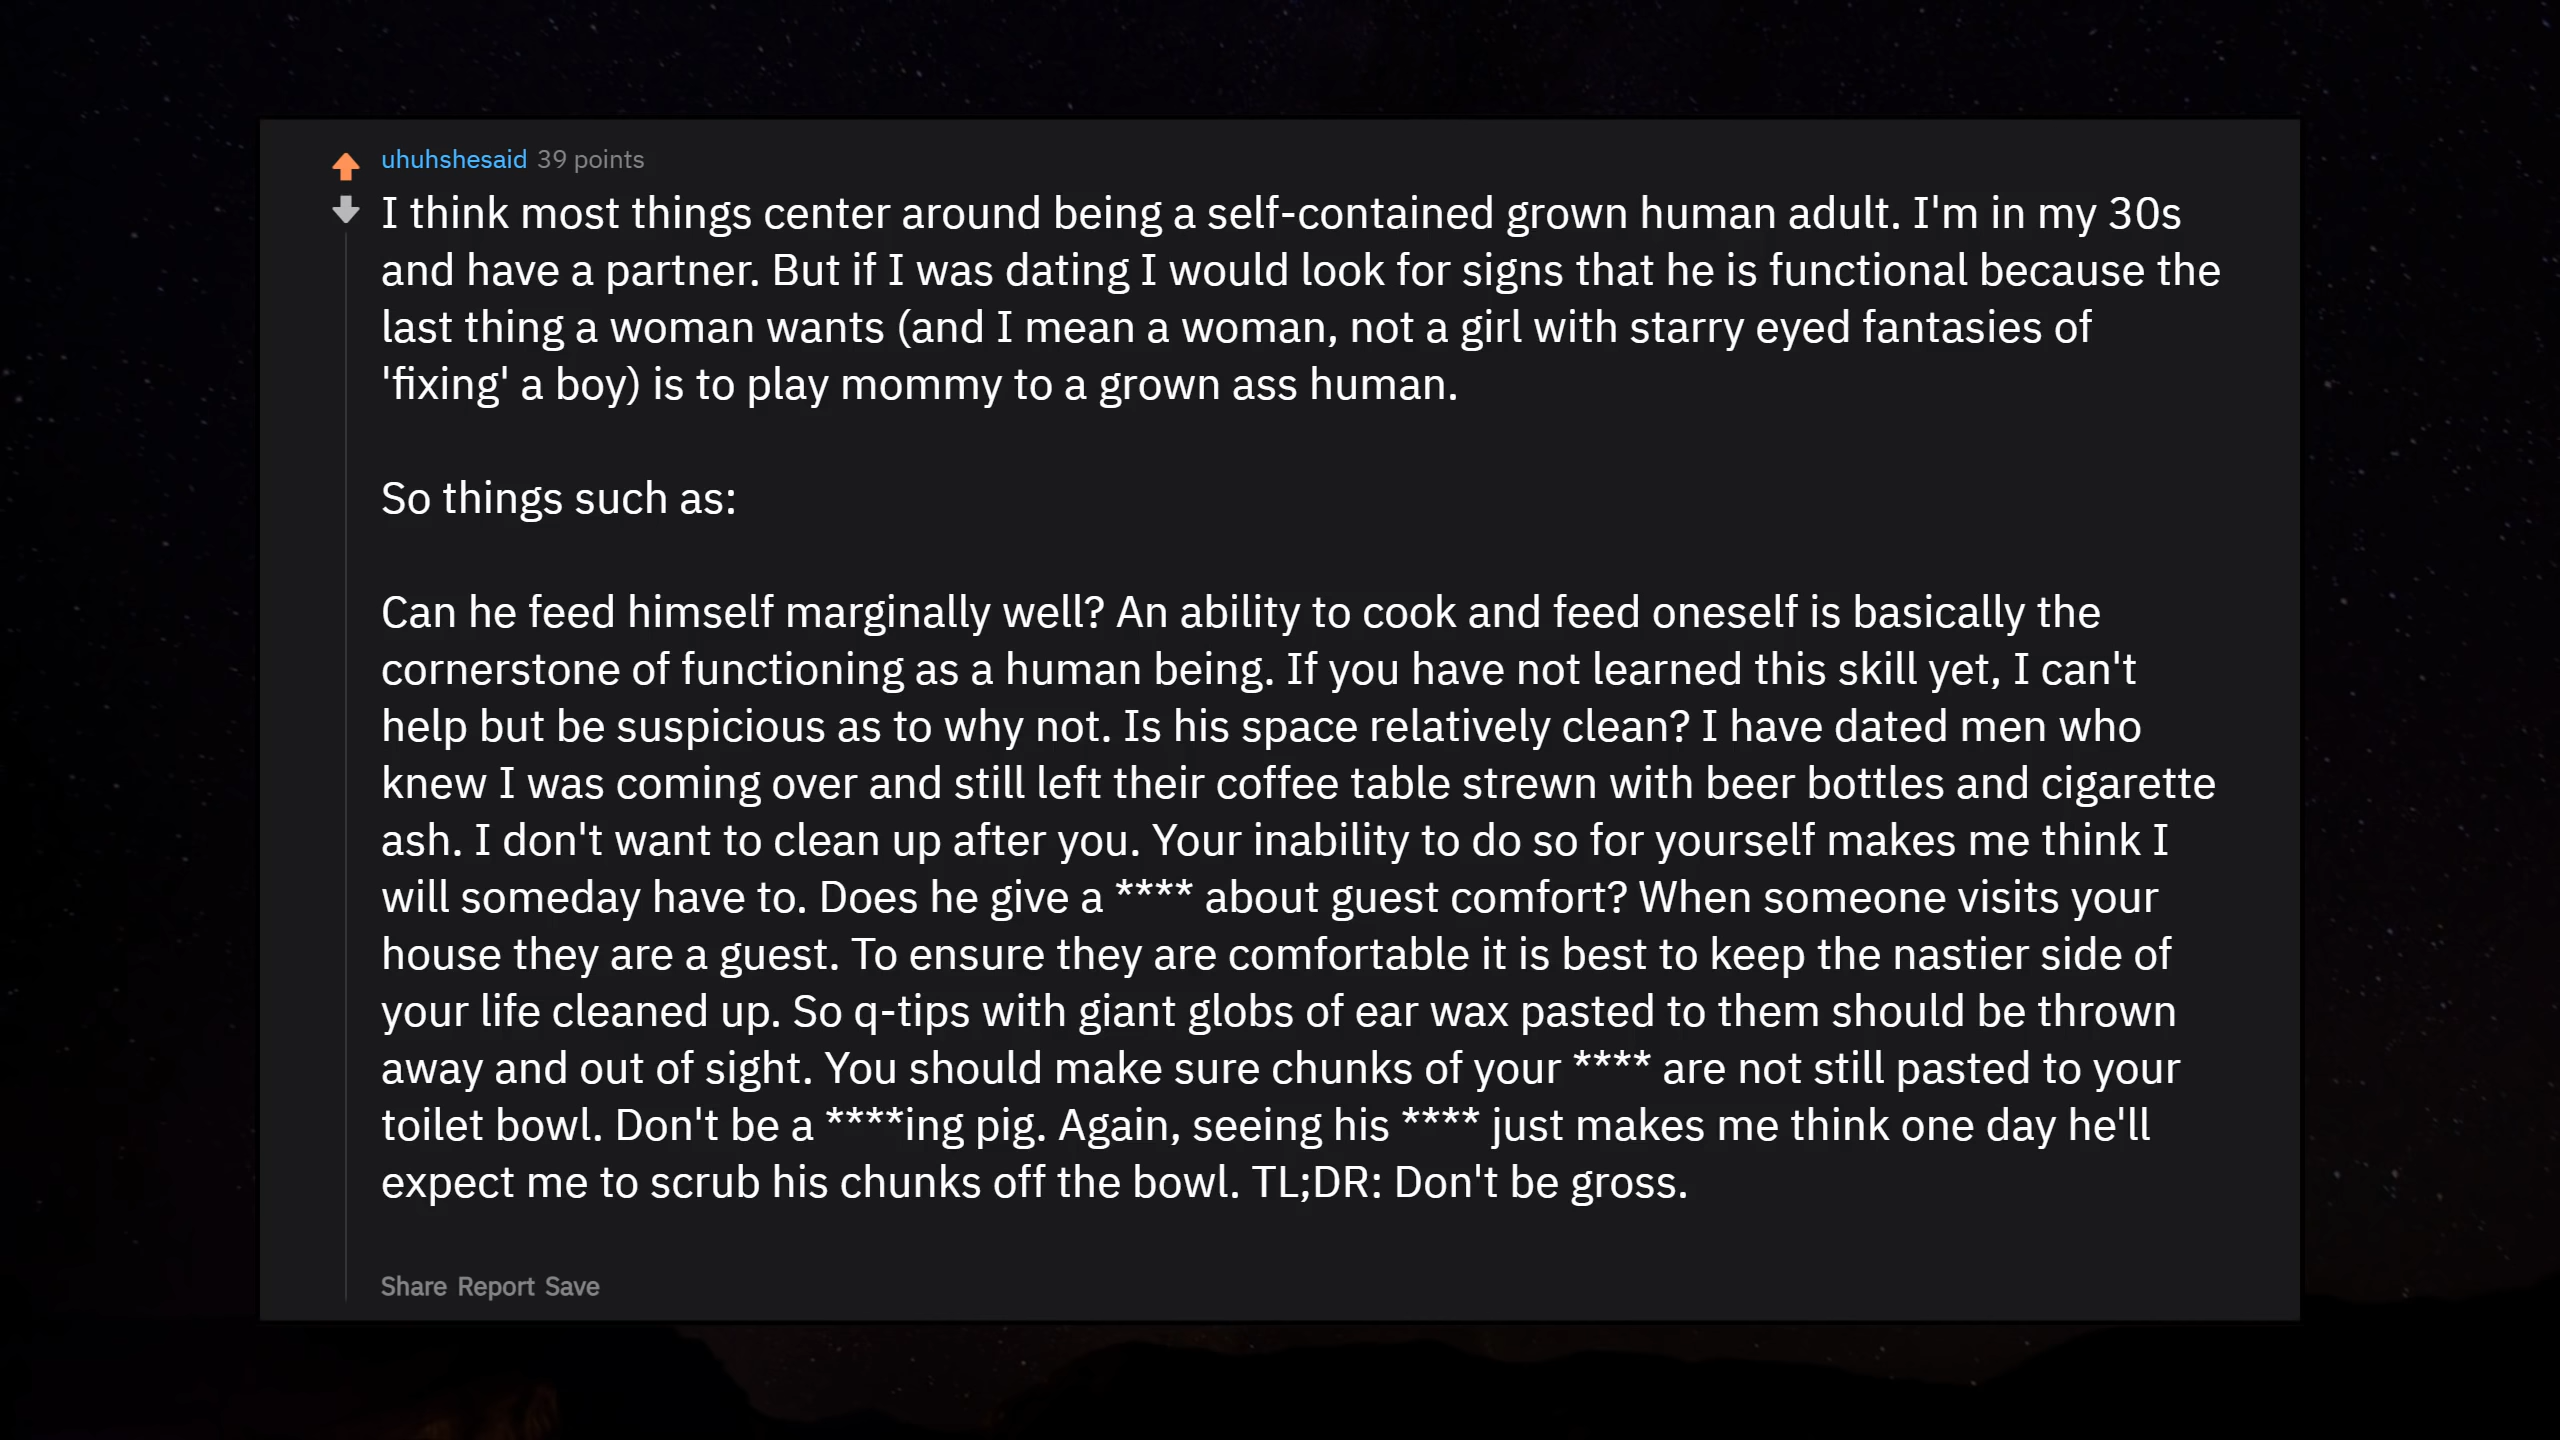 uhuhshesaid 39 points
I think most things center around being a self-contained grown human adult. I'm in my 30s
and have a partner. But if I was dating I would look for signs that he is functional because the
last thing a woman wants (and I mean a woman, not a girl with starry eyed fantasies of
'fixing' a boy) is to play mommy to a grown ass human.
So things such as:
Can he feed himself marginally well? An ability to cook and feed oneself is basically the
cornerstone of functioning as a human being. If you have not learned this skill yet, I can't
help but be suspicious as to why not. Is his space relatively clean? I have dated men who
knew I was coming over and still left their coffee table strewn with beer bottles and cigarette
ash. I don't want to clean up after you. Your inability to do so for yourself makes me think I
will someday have to. Does he give a **** about guest comfort? When someone visits your
house they are a guest. To ensure they are comfortable it is best to keep the nastier side of
your life cleaned up. So q-tips with giant globs of ear wax pasted to them should be thrown
away and out of sight. You should make sure chunks of your **** are not still pasted to your
toilet bowl. Don't be a ****ing pig. Again, seeing his **** just makes me think one day he'll
expect me to scrub his chunks off the bowl. TL;DR: Don't be gross.
Share Report Save